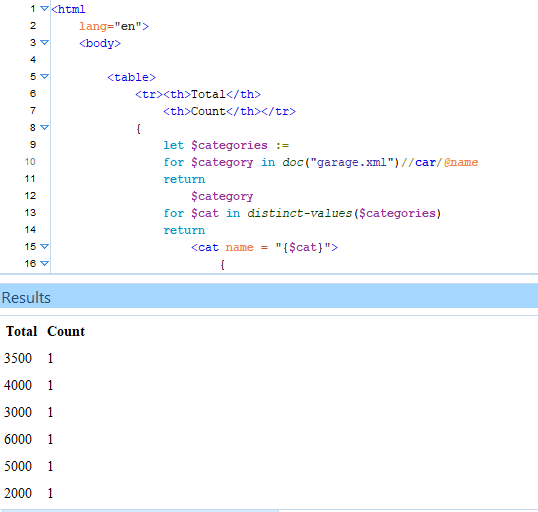 1 <html
2 lang="en">
3 <body>
4
5 <table>
6 <tr><th>Total</th>
7 <th>Count</th></tr>
8 {
9 let $categories :=
10 for $category in doc("garage.xml")//car/@name
11 return
12 $category
13 for $cat in distinct-values($categories)
14 return
15 <cat name = "{$cat}">
16 {
Results
Total Count
3500 1
4000 1
3000 1
6000 1
5000 1
2000 1